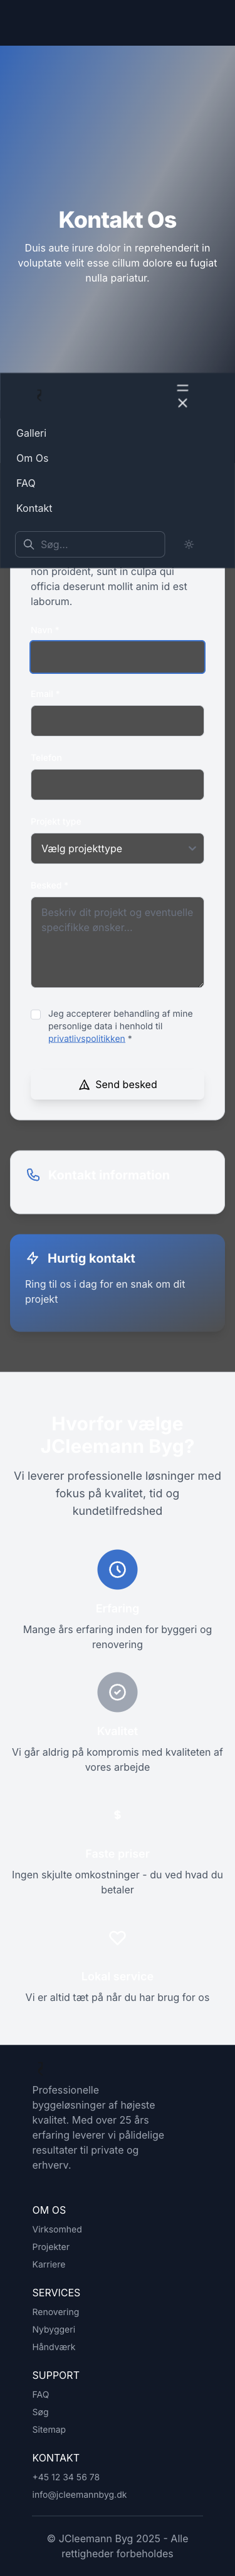 Kontakt Os
Duis aute irure dolor in reprehenderit in
voluptate velit esse cillum dolore eu fugiat
nulla pariatur.
Galleri
Om Os
FAQ
Kontakt
Søg...
non proident, sunt in culpa qui
officia deserunt mollit anim id est
laborum.
Navn *
Email *
Telefon
Projekt type
Vælg projekttype
Besked *
Beskriv dit projekt og eventuelle
specifikke ønsker...
Jeg accepterer behandling af mine
personlige data i henhold til
privatlivspolitikken *
Send besked
Kontakt information
Hurtig kontakt
Ring til os i dag for en snak om dit
projekt
Hvorfor vælge
JCleemann Byg?
Vi leverer professionelle løsninger med
fokus på kvalitet, tid og
kundetilfredshed
Erfaring
Mange års erfaring inden for byggeri og
renovering
Kvalitet
Vi går aldrig på kompromis med kvaliteten af
vores arbejde
$
Faste priser
Ingen skjulte omkostninger - du ved hvad du
betaler
Lokal service
Vi er altid tæt på når du har brug for os
Professionelle
byggeløsninger af højeste
kvalitet. Med over 25 års
erfaring leverer vi pålidelige
resultater til private og
erhverv.
OM OS
Virksomhed
Projekter
Karriere
SERVICES
Renovering
Nybyggeri
Håndværk
SUPPORT
FAQ
Søg
Sitemap
KONTAKT
+45 12 34 56 78
info@jcleemannbyg.dk
© JCleemann Byg 2025 - Alle
rettigheder forbeholdes